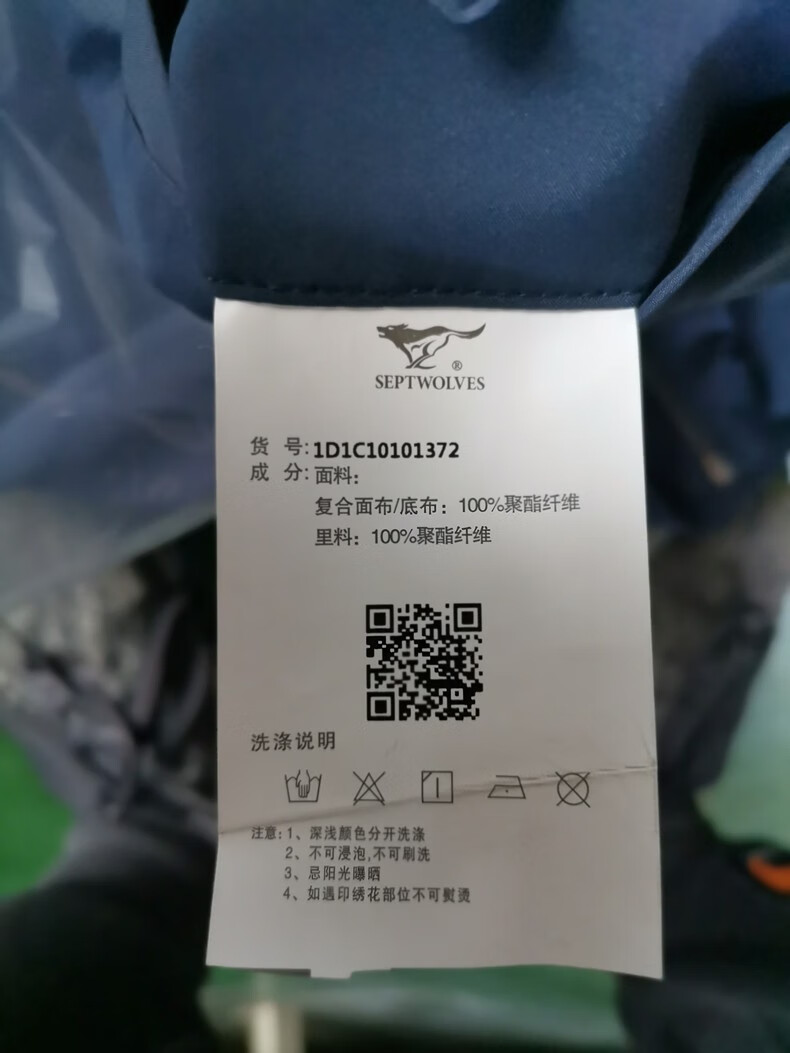 ®
SEPTWOLVES
货 号:1D1C10101372
成 分:面料:
复合面布/底布:100%聚酯纤维
里料:100%聚酯纤维
洗涤说明
注意:1、深浅颜色分开洗涤
2、不可浸泡,不可刷洗
3、忌阳光曝晒
4、如遇印绣花部位不可熨烫